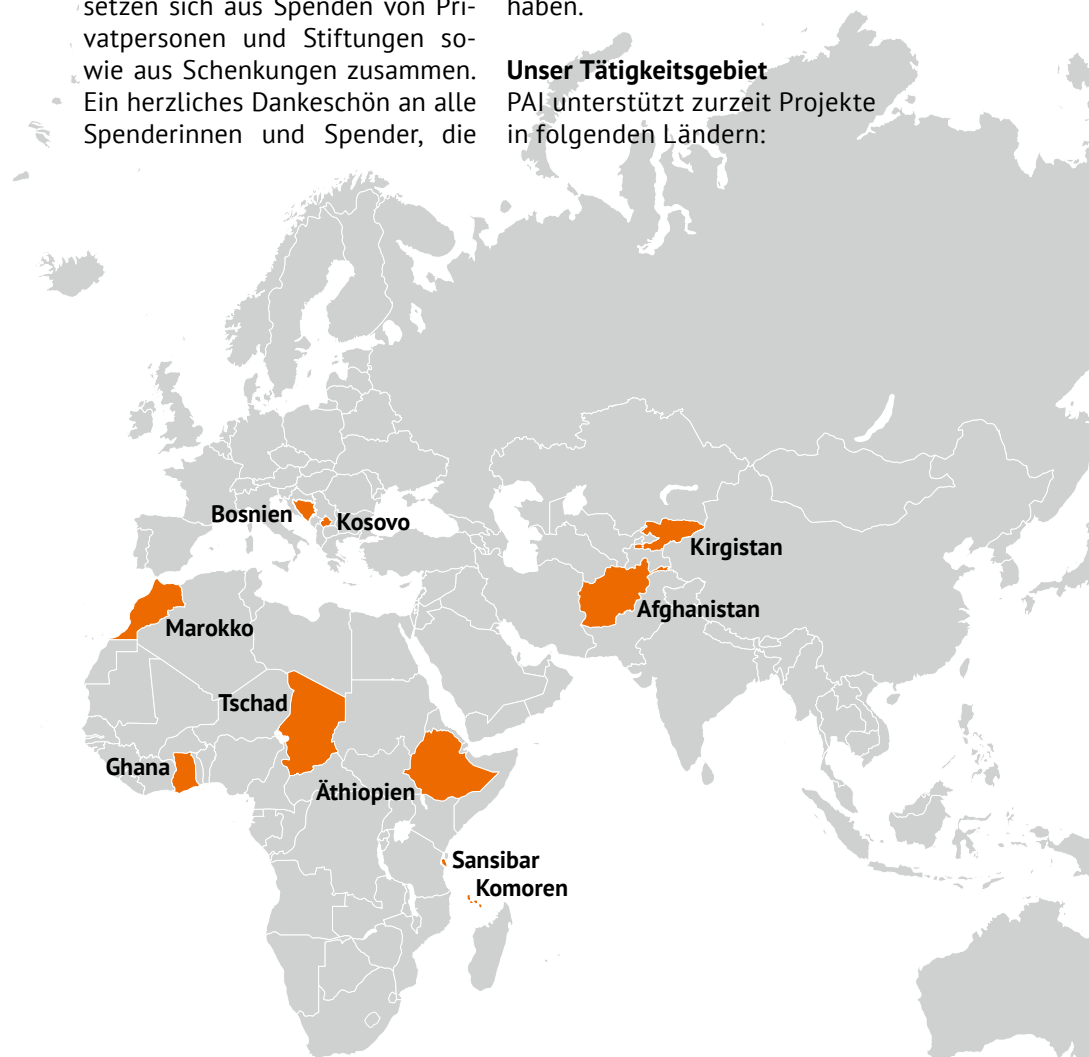 setzen sich aus Spenden von Pri-
vatpersonen und Stiftungen so-
wie aus Schenkungen zusammen.
Ein herzliches Dankeschön an alle
Spenderinnen und Spender, die
haben.
Unser Tätigkeitsgebiet
PAI unterstützt zurzeit Projekte
in folgenden Ländern:
Bosnien
Kosovo
Kirgistan
Afghanistan
Marokko
Tschad
Ghana
Äthiopien
Sansibar
Komoren